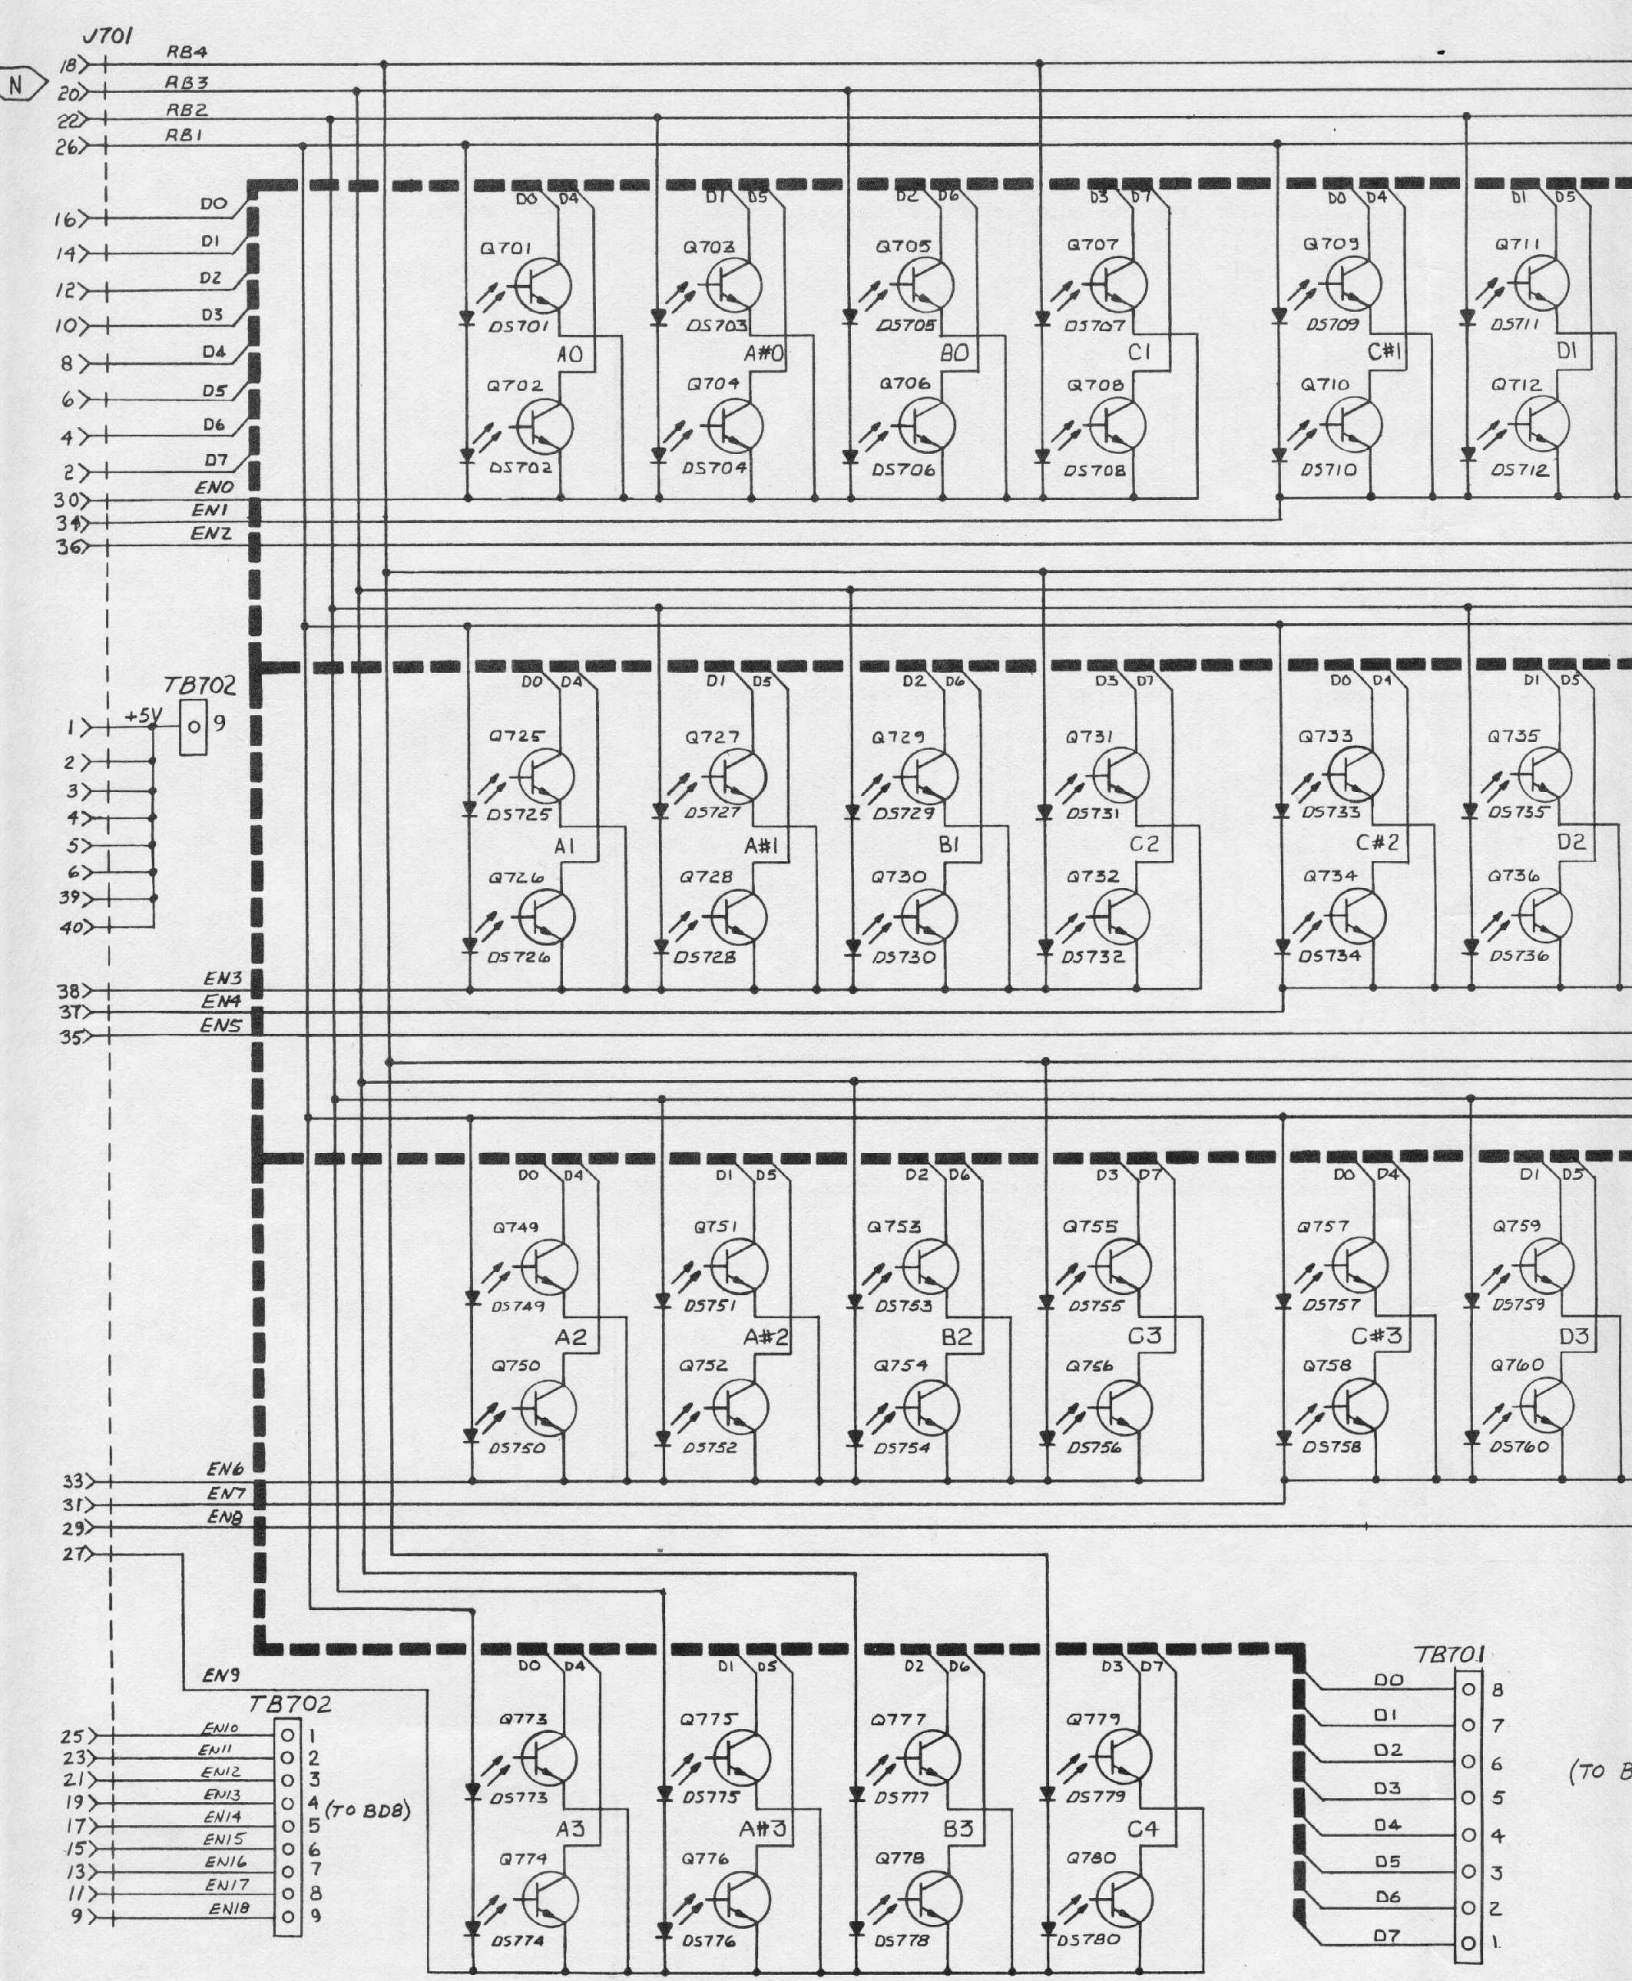 J701
18 RB4
N
20 RB3
22 RB2
26 RB1
D0 D4 D1 D5 D2 D6 D3 D7 D0 D4 D1 D5
16 D0
14 D1
12 D2
10 D3
8 D4
6 D5
4 D6
2 D7
Q701 Q703 Q705 Q707 Q709 Q711
DS701 DS703 DS705 DS707 DS709 DS711
A0 A#0 B0 C1 C#1 D1
Q702 Q704 Q706 Q708 Q710 Q712
DS702 DS704 DS706 DS708 DS710 DS712
30 EN0
34 EN1
36 EN2
TB702
1 +5V 9
2
3
4
5
6
39
40
D0 D4 D1 D5 D2 D6 D3 D7 D0 D4 D1 D5
Q725 Q727 Q729 Q731 Q733 Q735
DS725 DS727 DS729 DS731 DS733 DS735
A1 A#1 B1 C2 C#2 D2
Q726 Q728 Q730 Q732 Q734 Q736
DS726 DS728 DS730 DS732 DS734 DS736
38 EN3
37 EN4
35 EN5
D0 D4 D1 D5 D2 D6 D3 D7 D0 D4 D1 D5
Q749 Q751 Q753 Q755 Q757 Q759
DS749 DS751 DS753 DS755 DS757 DS759
A2 A#2 B2 C3 C#3 D3
Q750 Q752 Q754 Q756 Q758 Q760
DS750 DS752 DS754 DS756 DS758 DS760
33 EN6
31 EN7
29 EN8
27
EN9
D0 D4 D1 D5 D2 D6 D3 D7
Q773 Q775 Q777 Q779
DS773 DS775 DS777 DS779
A3 A#3 B3 C4
Q774 Q776 Q778 Q780
DS774 DS776 DS778 DS780
TB702
25 EN10 1
23 EN11 2
21 EN12 3
19 EN13 4
17 EN14 5
15 EN15 6
13 EN16 7
11 EN17 8
9 EN18 9
(TO BD8)
TB701
D0 8
D1 7
D2 6
D3 5
D4 4
D5 3
D6 2
D7 1
(TO B